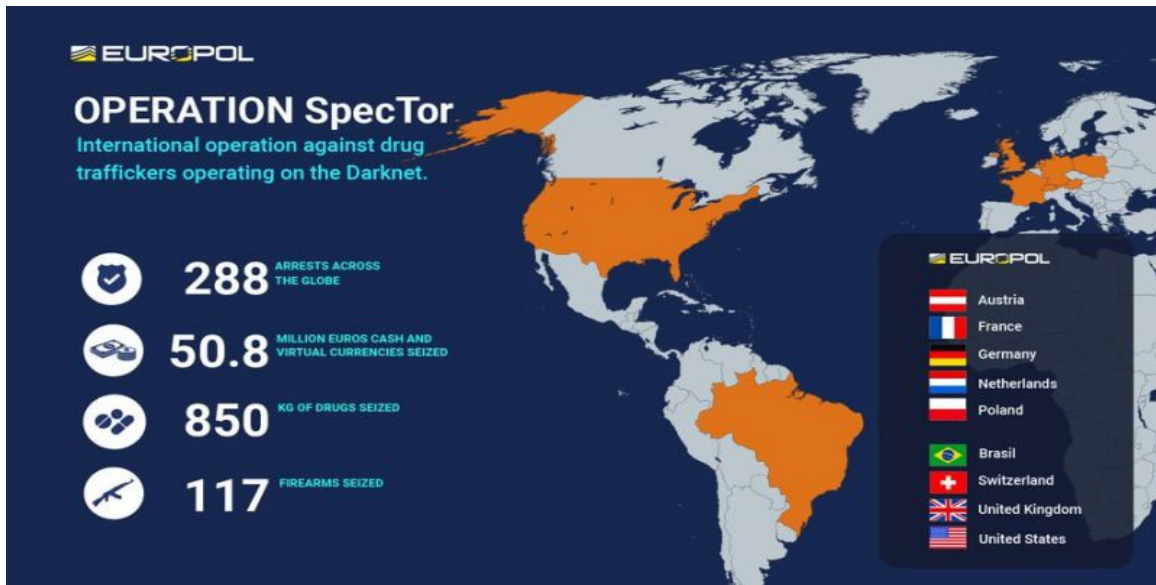 EUROPOL
OPERATION SpecTor
International operation against drug
traffickers operating on the Darknet.
288
ARRESTS ACROSS
THE GLOBE
50.8
MILLION EUROS CASH AND
VIRTUAL CURRENCIES SEIZED
850
KG OF DRUGS SEIZED
117
FIREARMS SEIZED
EUROPOL
Austria
France
Germany
Netherlands
Poland
Brasil
Switzerland
United Kingdom
United States